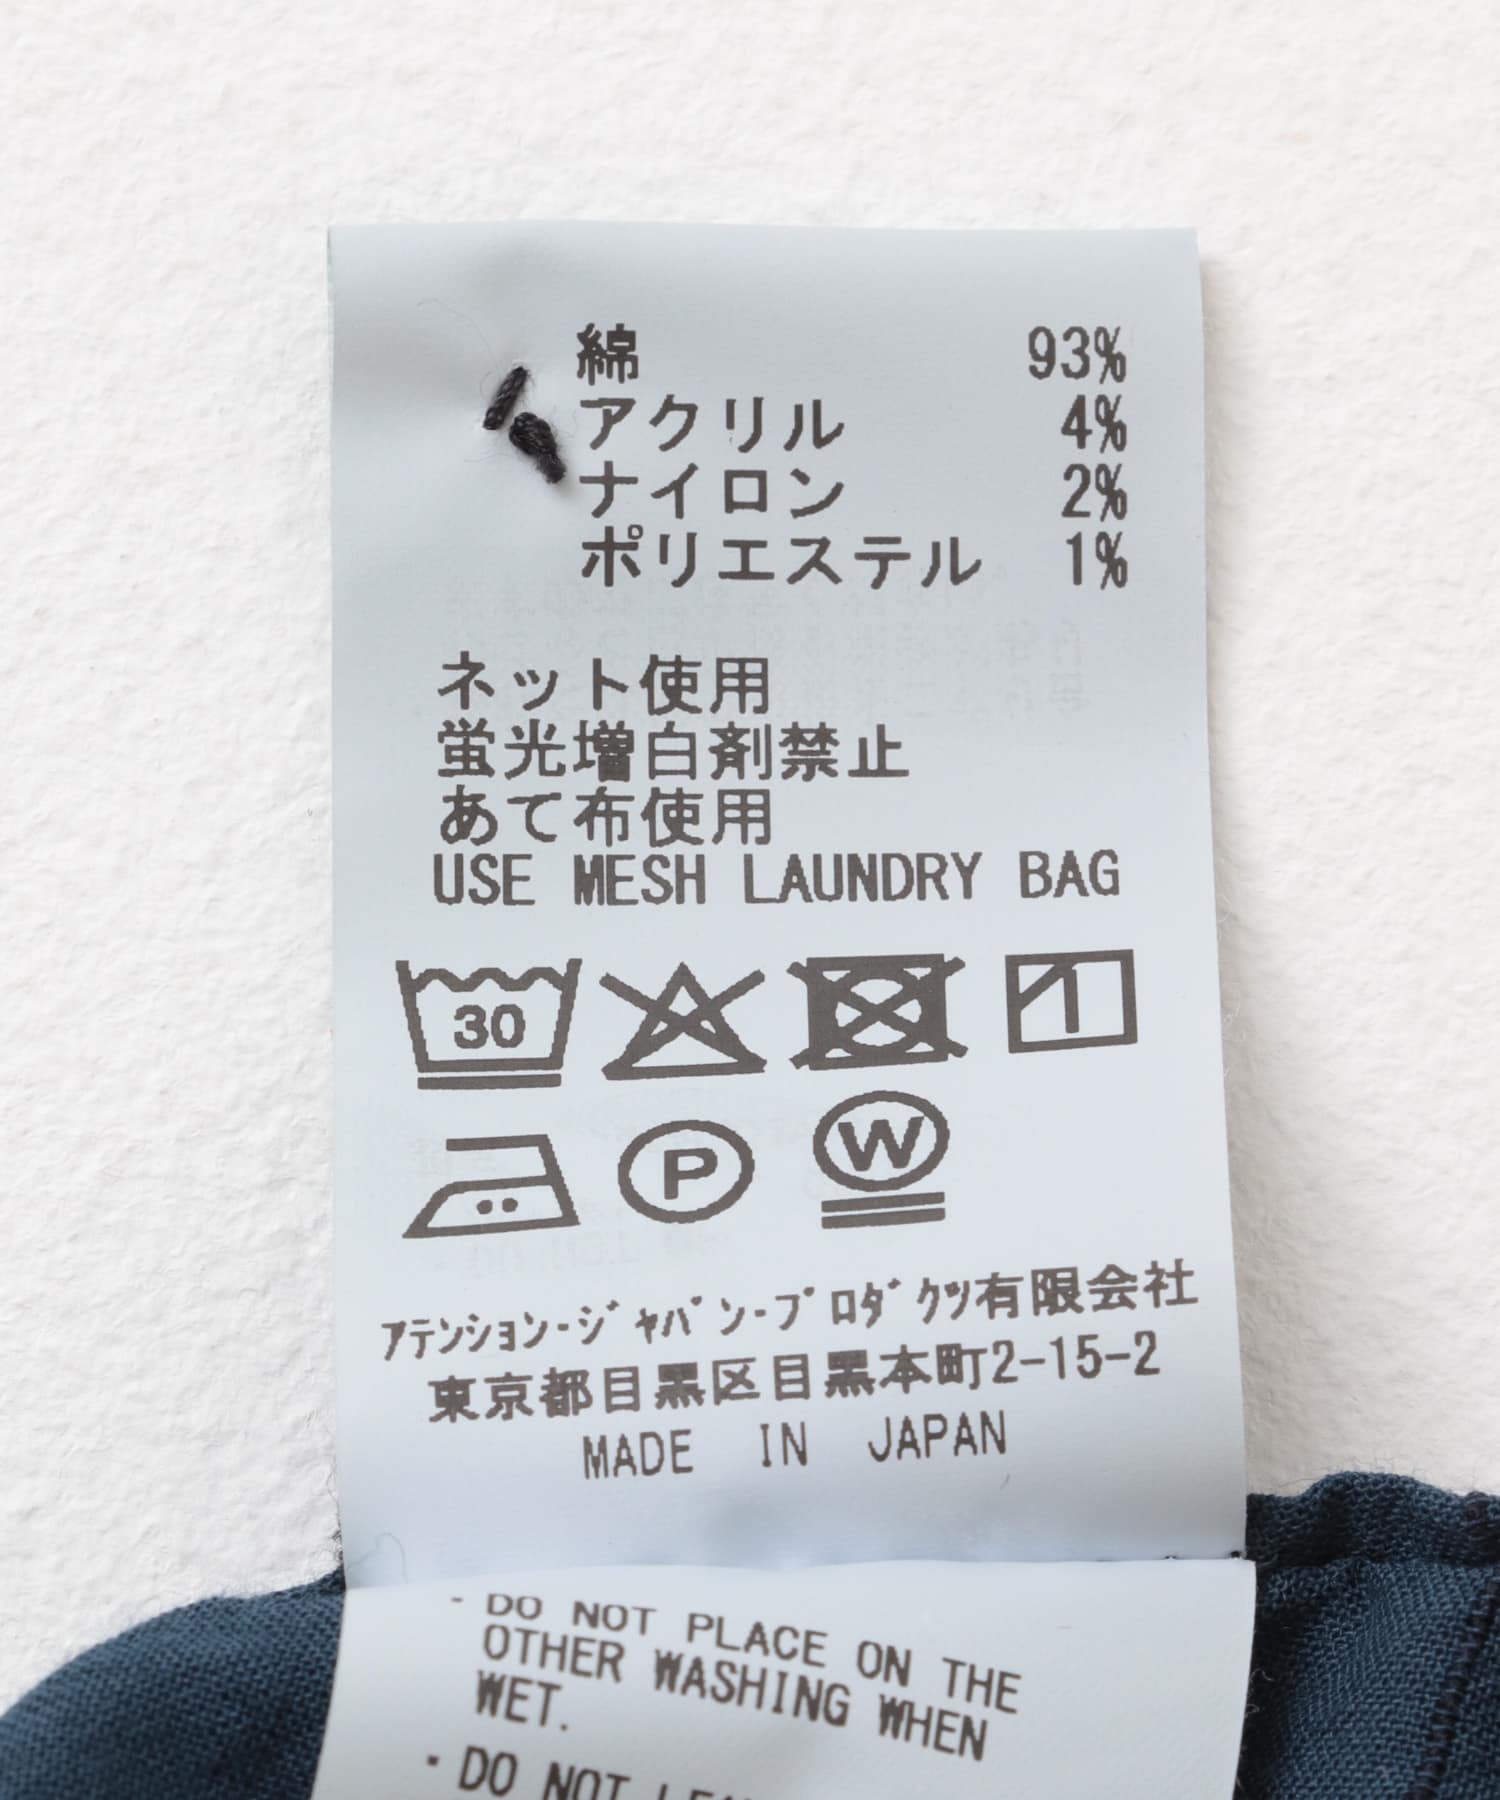 綿 93%
アクリル 4%
ナイロン 2%
ポリエステル 1%
ネット使用
蛍光増白剤禁止
あて布使用
USE MESH LAUNDRY BAG
30
P W
アテンション-ジャパン-プロダクツ有限会社
東京都目黒区目黒本町2-15-2
MADE IN JAPAN
- DO NOT PLACE ON THE
OTHER WASHING WHEN
WET.
・DO NOT